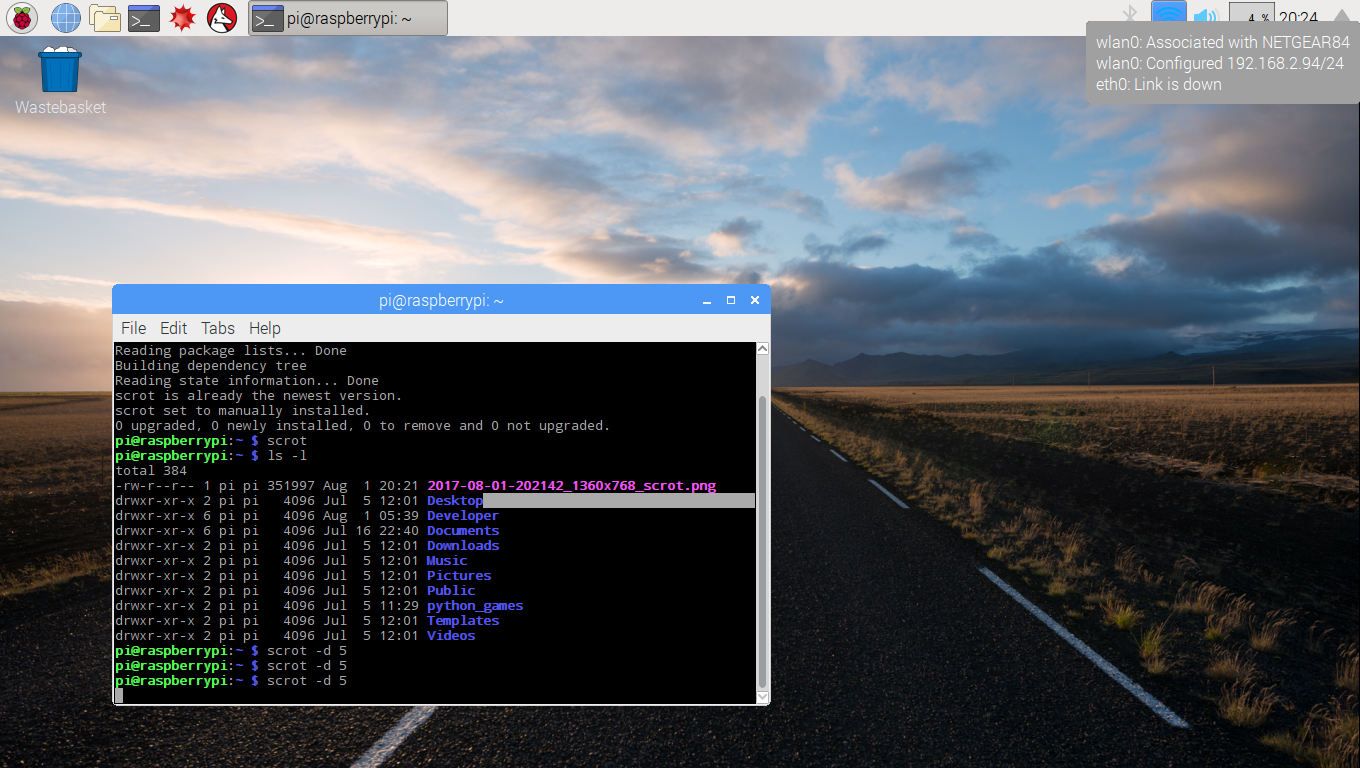 pi@raspberrypi: ~
4 %
20:24
wlan0: Associated with NETGEAR84
wlan0: Configured 192.168.2.94/24
eth0: Link is down
Wastebasket
pi@raspberrypi: ~
File Edit Tabs Help
Reading package lists... Done
Building dependency tree
Reading state information... Done
scrot is already the newest version.
scrot set to manually installed.
0 upgraded, 0 newly installed, 0 to remove and 0 not upgraded.
pi@raspberrypi:~ $ scrot
pi@raspberrypi:~ $ ls -l
total 384
-rw-r--r-- 1 pi pi 351997 Aug  1 20:21 2017-08-01-202142_1360x768_scrot.png
drwxr-xr-x 2 pi pi   4096 Jul  5 12:01 Desktop
drwxr-xr-x 6 pi pi   4096 Aug  1 05:39 Developer
drwxr-xr-x 6 pi pi   4096 Jul 16 22:40 Documents
drwxr-xr-x 2 pi pi   4096 Jul  5 12:01 Downloads
drwxr-xr-x 2 pi pi   4096 Jul  5 12:01 Music
drwxr-xr-x 2 pi pi   4096 Jul  5 12:01 Pictures
drwxr-xr-x 2 pi pi   4096 Jul  5 12:01 Public
drwxr-xr-x 2 pi pi   4096 Jul  5 11:29 python_games
drwxr-xr-x 2 pi pi   4096 Jul  5 12:01 Templates
drwxr-xr-x 2 pi pi   4096 Jul  5 12:01 Videos
pi@raspberrypi:~ $ scrot -d 5
pi@raspberrypi:~ $ scrot -d 5
pi@raspberrypi:~ $ scrot -d 5